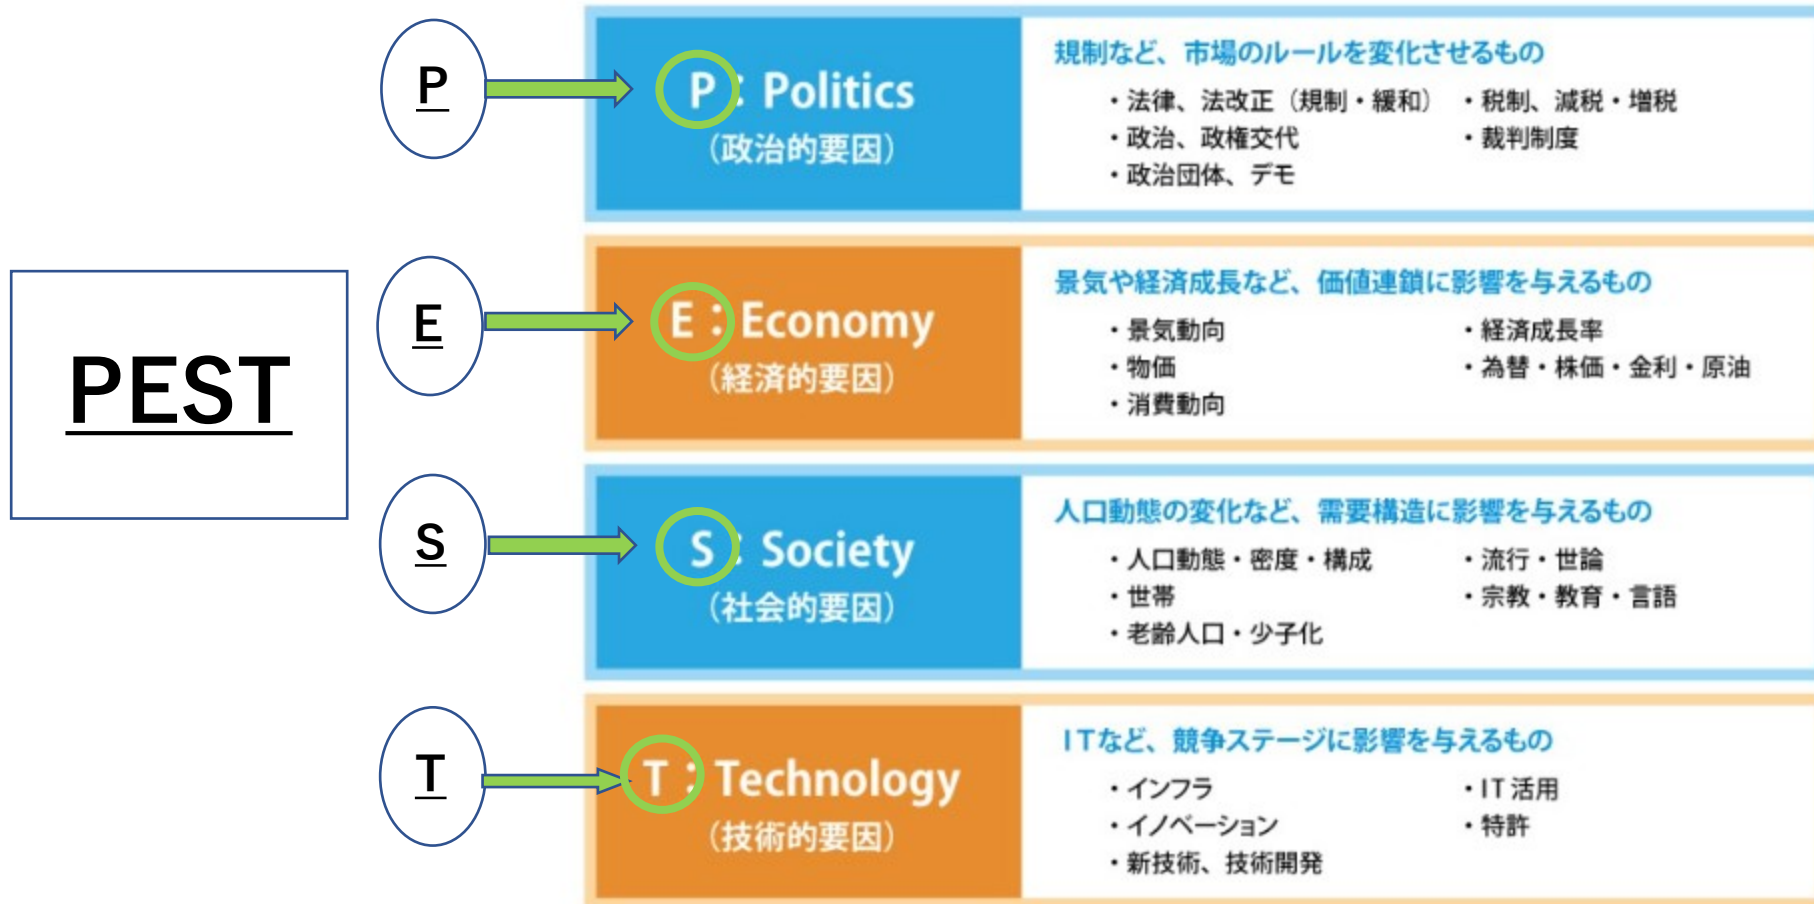 PEST
P
P：Politics
（政治的要因）
規制など、市場のルールを変化させるもの
・法律、法改正（規制・緩和）　・税制、減税・増税
・政治、政権交代　・裁判制度
・政治団体、デモ
E
E：Economy
（経済的要因）
景気や経済成長など、価値連鎖に影響を与えるもの
・景気動向　・経済成長率
・物価　・為替・株価・金利・原油
・消費動向
S
S：Society
（社会的要因）
人口動態の変化など、需要構造に影響を与えるもの
・人口動態・密度・構成　・流行・世論
・世帯　・宗教・教育・言語
・老齢人口・少子化
T
T：Technology
（技術的要因）
ITなど、競争ステージに影響を与えるもの
・インフラ　・IT 活用
・イノベーション　・特許
・新技術、技術開発